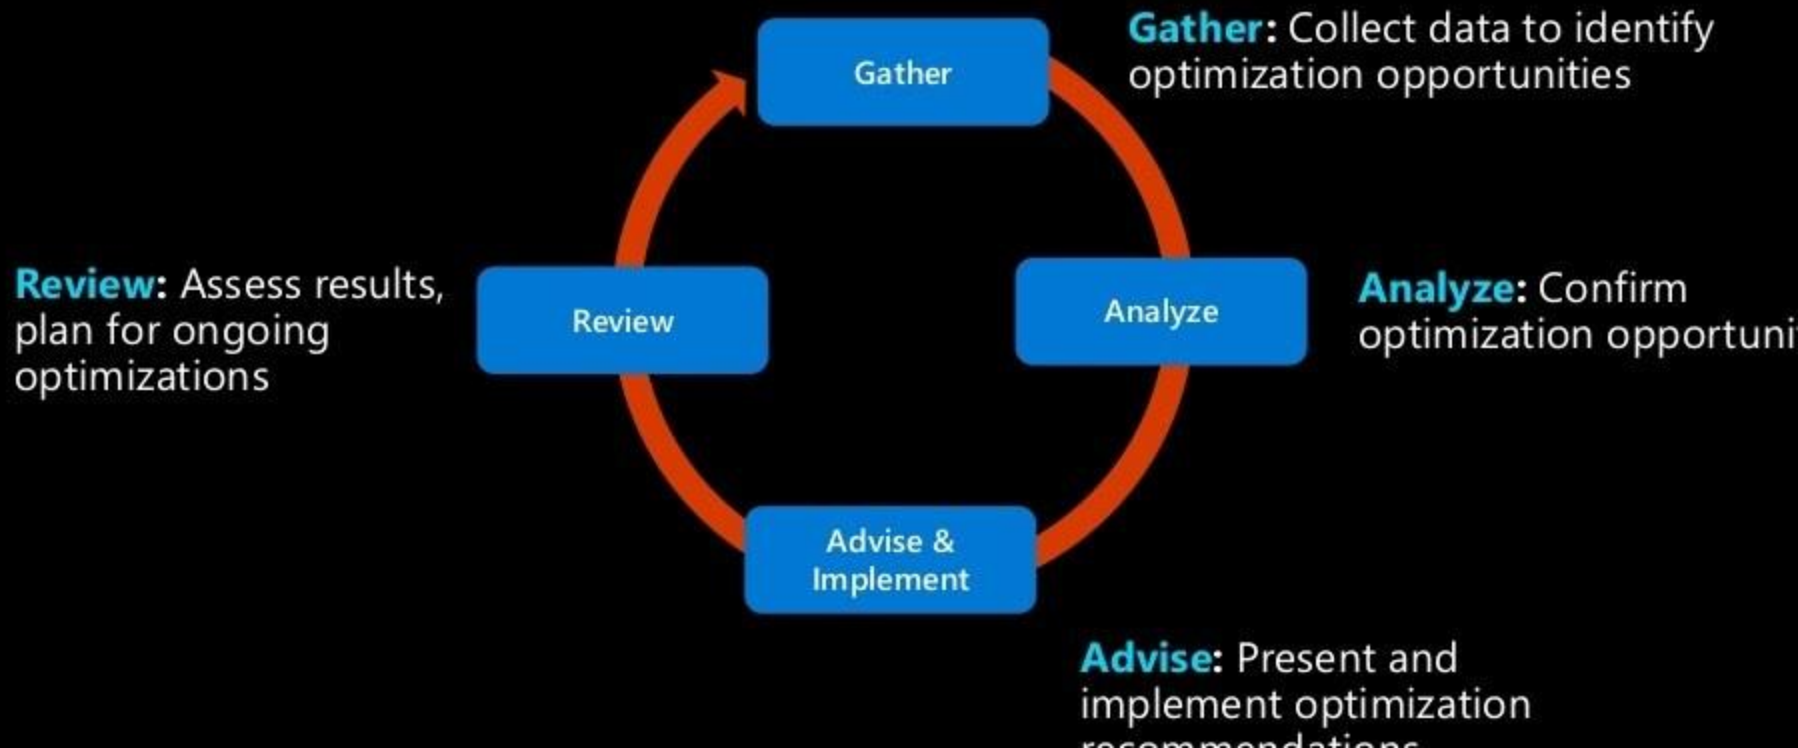 Gather
Gather: Collect data to identify
optimization opportunities
Review: Assess results,
plan for ongoing
optimizations
Review
Analyze
Analyze: Confirm
optimization
Advise &
Implement
Advise: Present and
implement optimization
recommendations